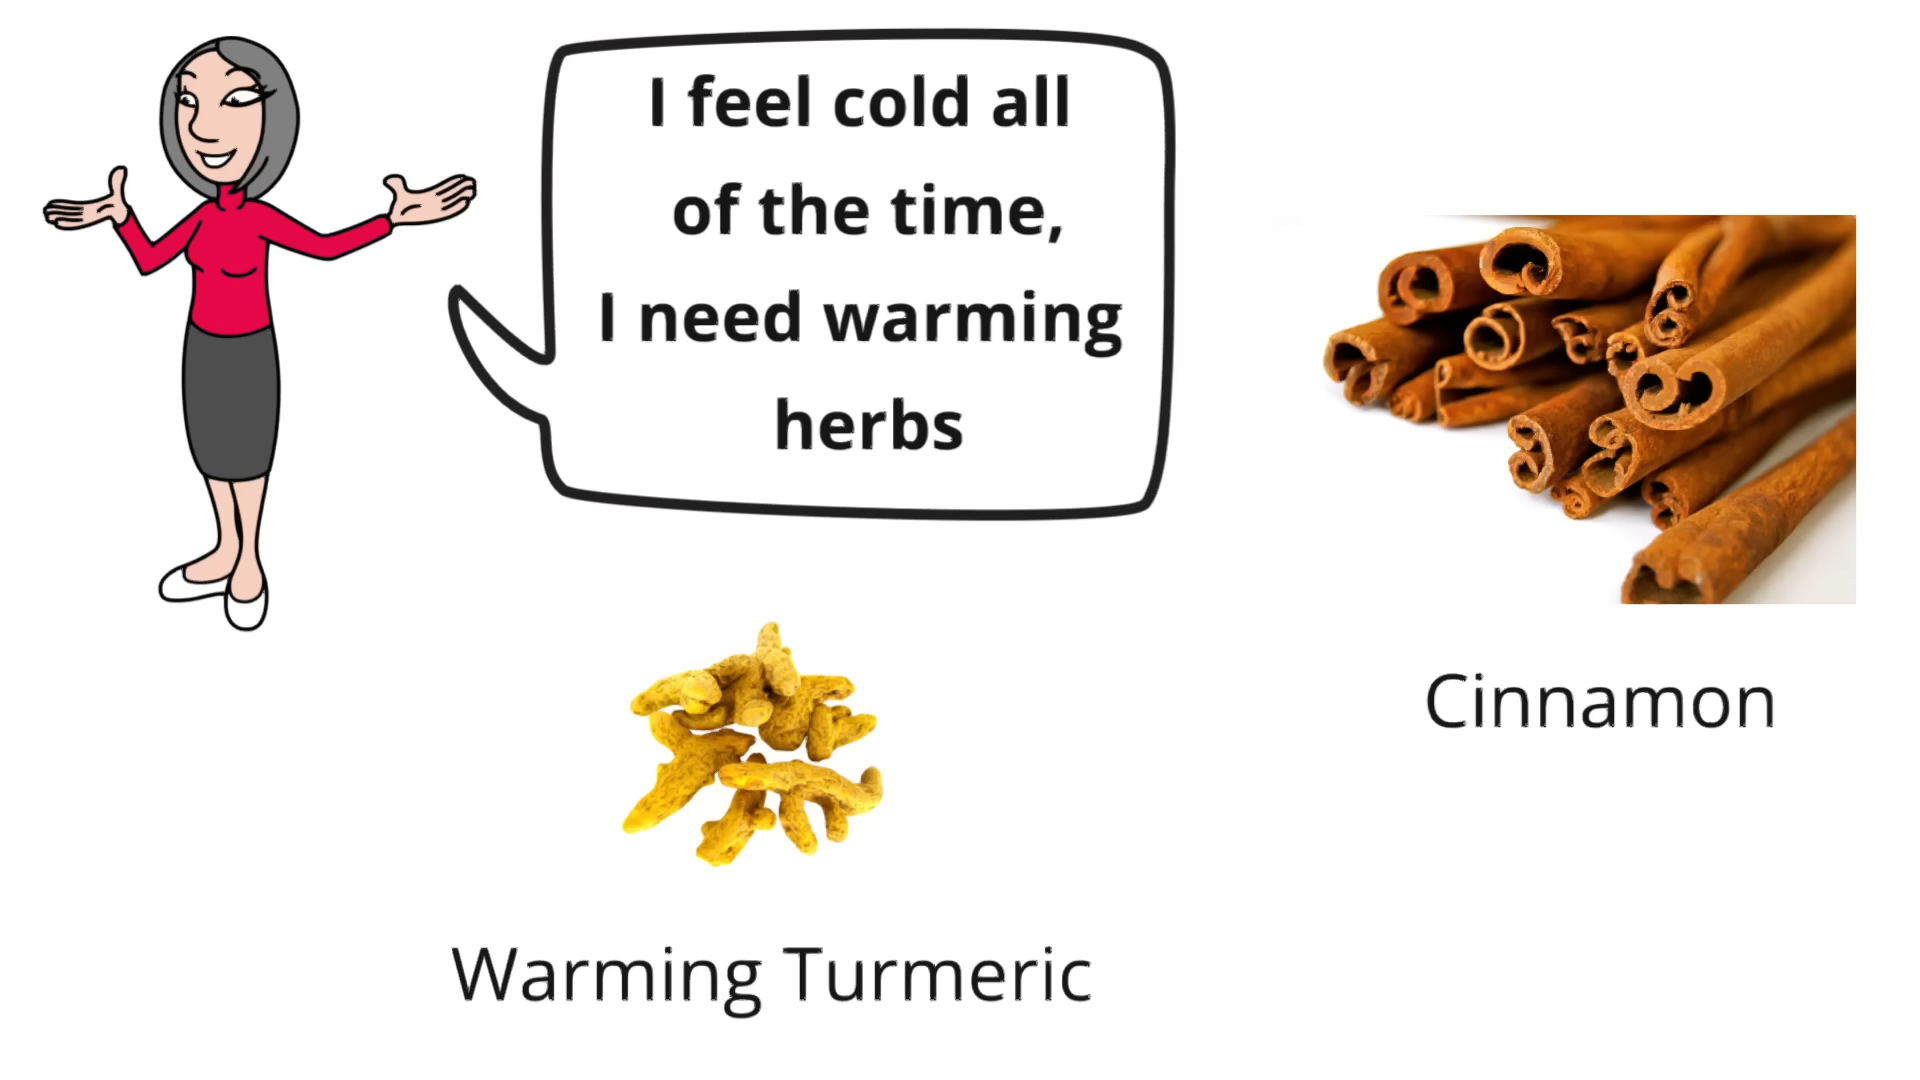 I feel cold all
of the time,
I need warming
herbs
Cinnamon
Warming Turmeric